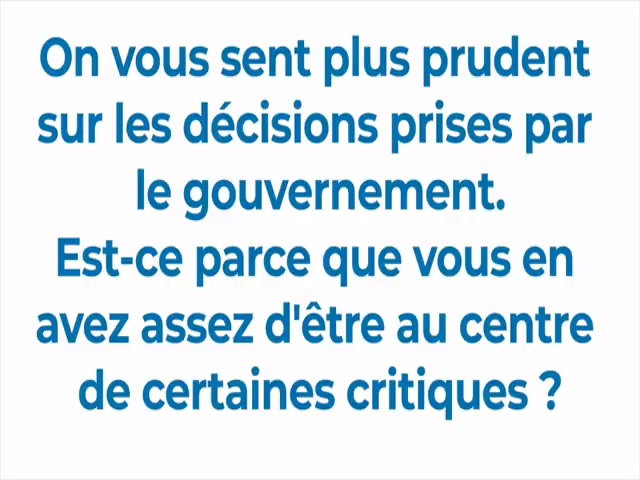 On vous sent plus prudent
sur les décisions prises par
le gouvernement.
Est-ce parce que vous en
avez assez d'être au centre
de certaines critiques ?